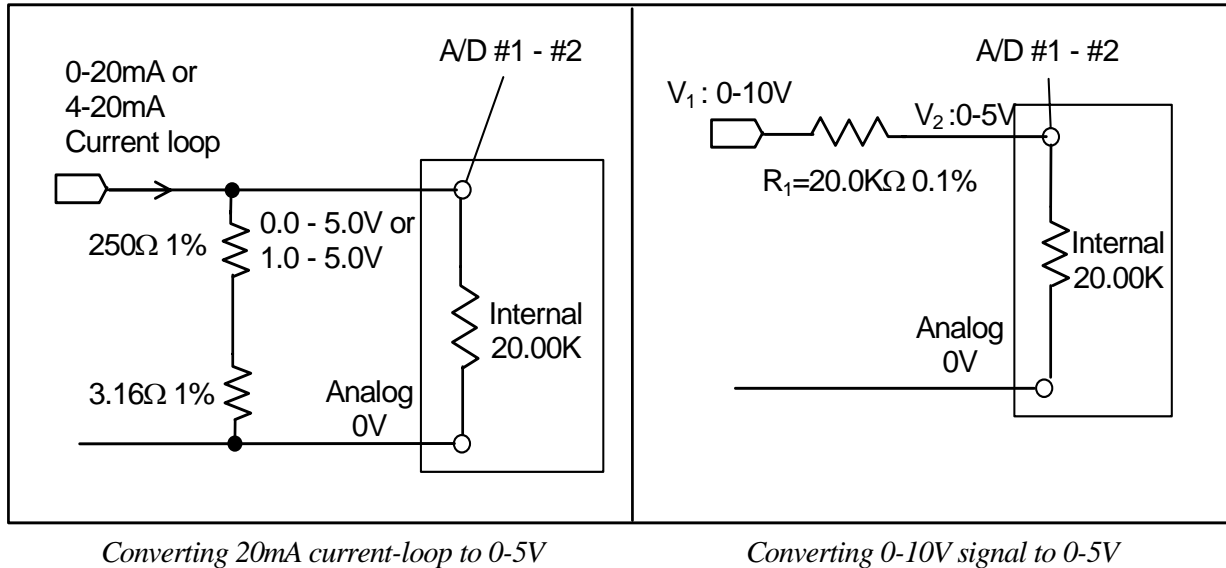 0-20mA or
4-20mA
Current loop
A/D #1 - #2
250Ω 1%
0.0 - 5.0V or
1.0 - 5.0V
Internal
20.00K
3.16Ω 1%
Analog
0V
A/D #1 - #2
V₁ : 0-10V
V₂ :0-5V
R₁=20.0KΩ 0.1%
Internal
20.00K
Analog
0V
Converting 20mA current-loop to 0-5V
Converting 0-10V signal to 0-5V